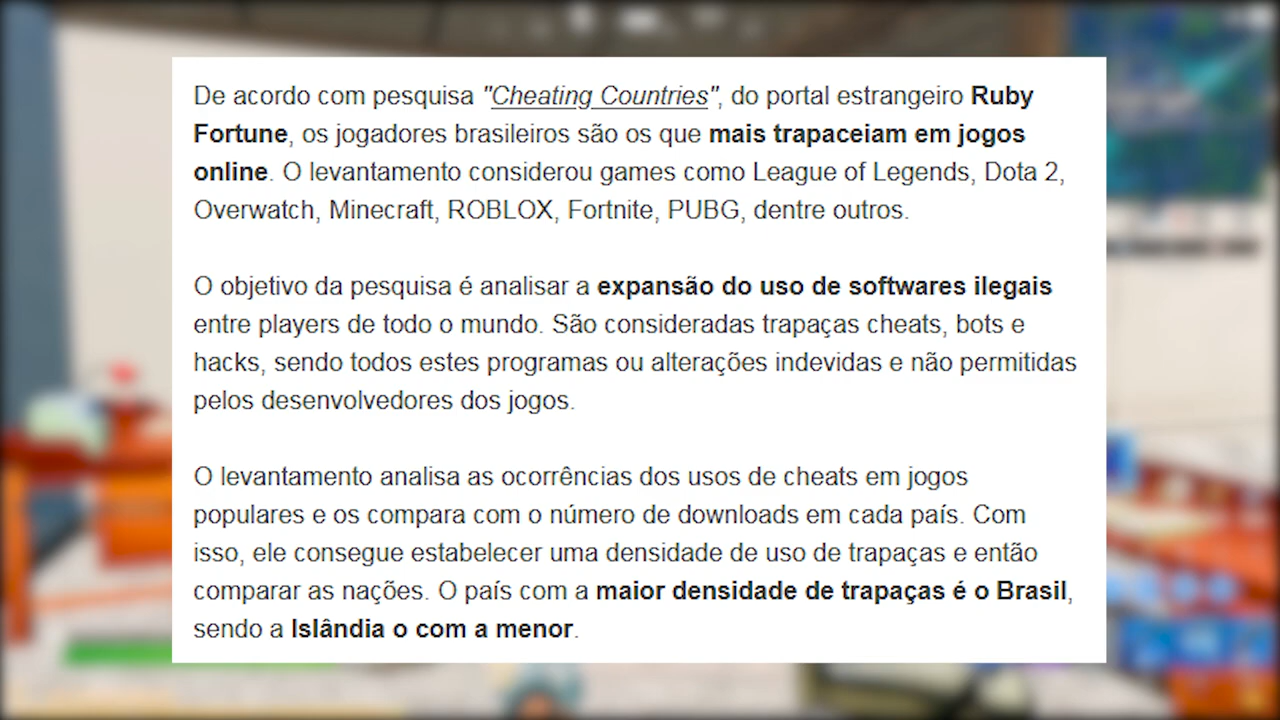 De acordo com pesquisa "Cheating Countries", do portal estrangeiro Ruby
Fortune, os jogadores brasileiros são os que mais trapaceiam em jogos
online. O levantamento considerou games como League of Legends, Dota 2,
Overwatch, Minecraft, ROBLOX, Fortnite, PUBG, dentre outros.
O objetivo da pesquisa é analisar a expansão do uso de softwares ilegais
entre players de todo o mundo. São consideradas trapaças cheats, bots e
hacks, sendo todos estes programas ou alterações indevidas e não permitidas
pelos desenvolvedores dos jogos.
O levantamento analisa as ocorrências dos usos de cheats em jogos
populares e os compara com o número de downloads em cada país. Com
isso, ele consegue estabelecer uma densidade de uso de trapaças e então
comparar as nações. O país com a maior densidade de trapaças é o Brasil,
sendo a Islândia o com a menor.